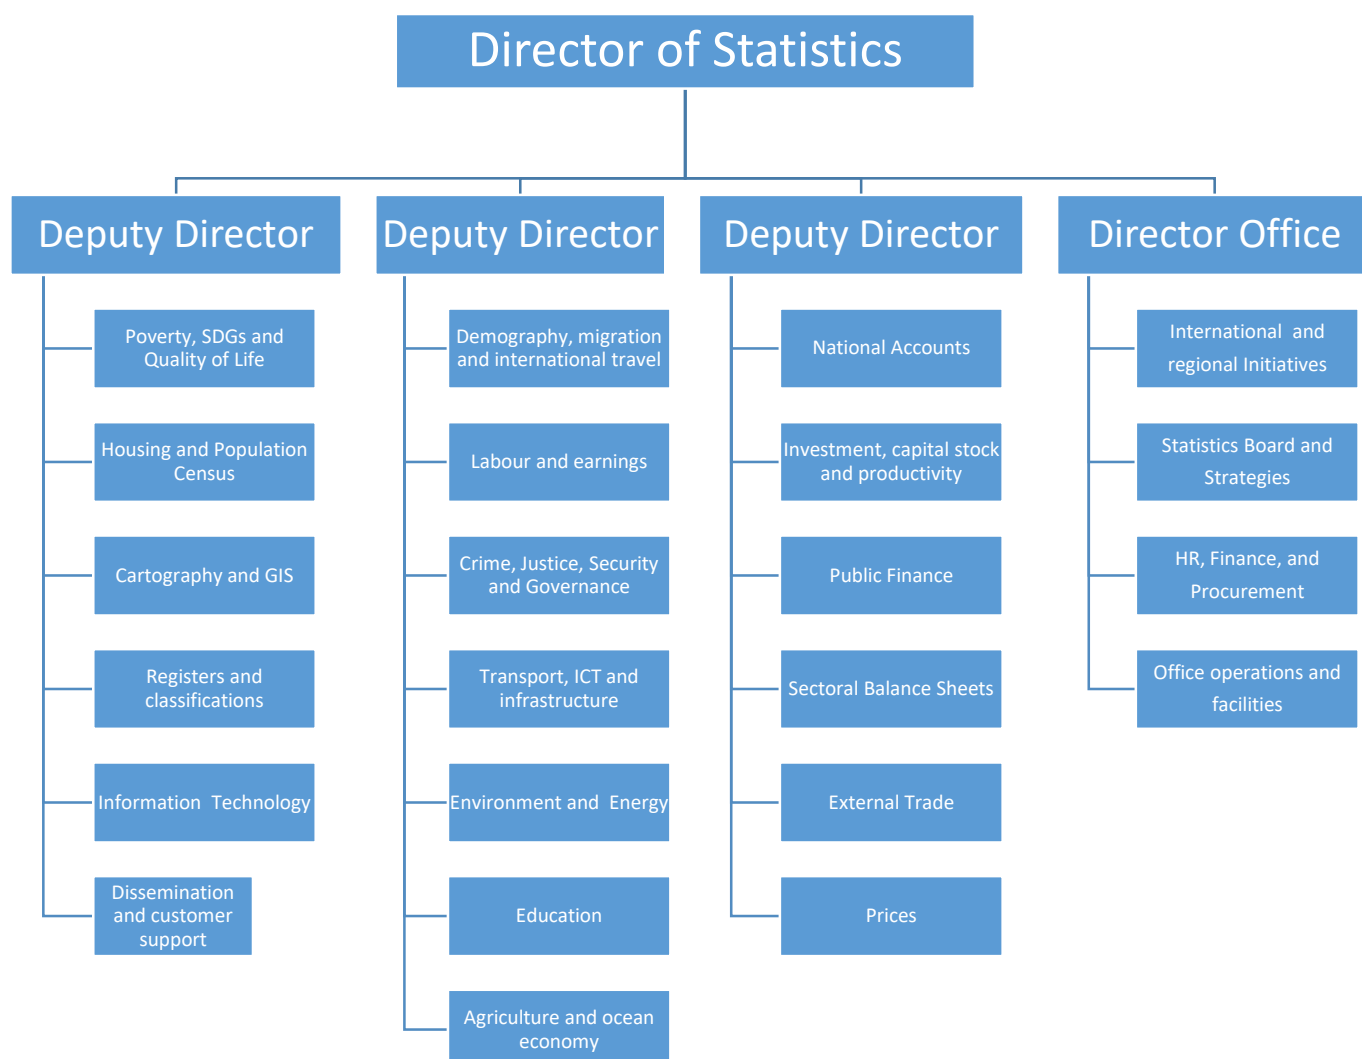 Director of Statistics
Deputy Director
Poverty, SDGs and
Quality of Life
Housing and Population
Census
Cartography and GIS
Registers and
classifications
Information  Technology
Dissemination
and customer
support
Deputy Director
Demography, migration
and international travel
Labour and earnings
Crime, Justice, Security
and Governance
Transport, ICT and
infrastructure
Environment and  Energy
Education
Agriculture and ocean
economy
Deputy Director
National Accounts
Investment, capital stock
and productivity
Public Finance
Sectoral Balance Sheets
External Trade
Prices
Director Office
International  and
regional Initiatives
Statistics Board and
Strategies
HR, Finance, and
Procurement
Office operations and
facilities